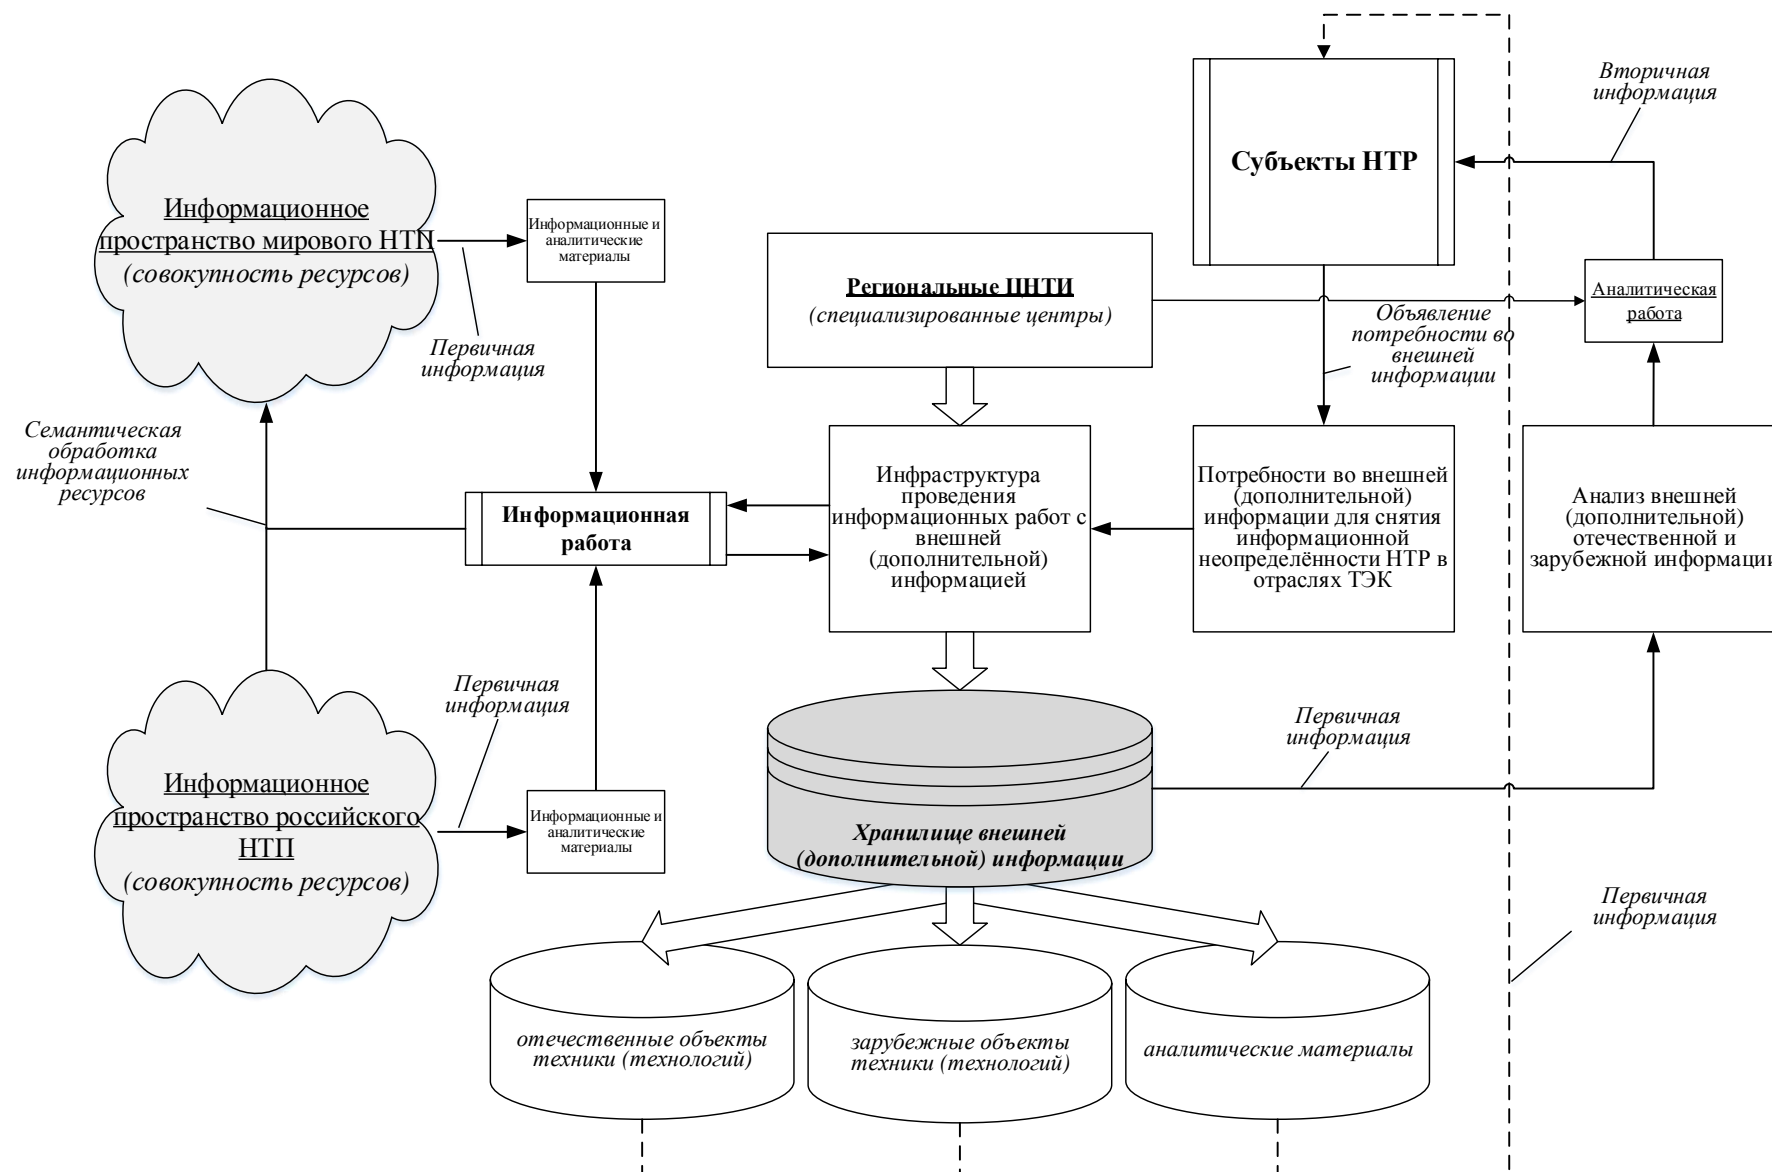 Вторичная
информация
Субъекты НТР
Информационное
пространство мирового НТП
(совокупность ресурсов)
Информационные и
аналитические
материалы
Региональные ЦНТИ
(специализированные центры)
Аналитическая
работа
Первичная
информация
Объявление
потребности во
внешней
информации
Семантическая
обработка
информационных
ресурсов
Информационная
работа
Инфраструктура
проведения
информационных работ с
внешней
(дополнительной)
информацией
Потребности во внешней
(дополнительной)
информации для снятия
информационной
неопределённости НТР в
отраслях ТЭК
Анализ внешней
(дополнительной)
отечественной и
зарубежной информации
Первичная
информация
Первичная
информация
Информационное
пространство российского
НТП
(совокупность ресурсов)
Информационные и
аналитические
материалы
Хранилище внешней
(дополнительной) информации
Первичная
информация
отечественные объекты
техники (технологий)
зарубежные объекты
техники (технологий)
аналитические материалы